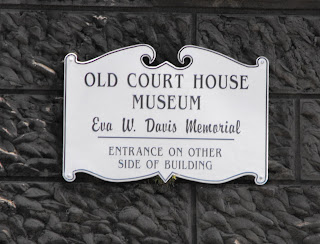 OLD COURT HOUSE
MUSEUM
Eva W. Davis Memorial
ENTRANCE ON OTHER
SIDE OF BUILDING